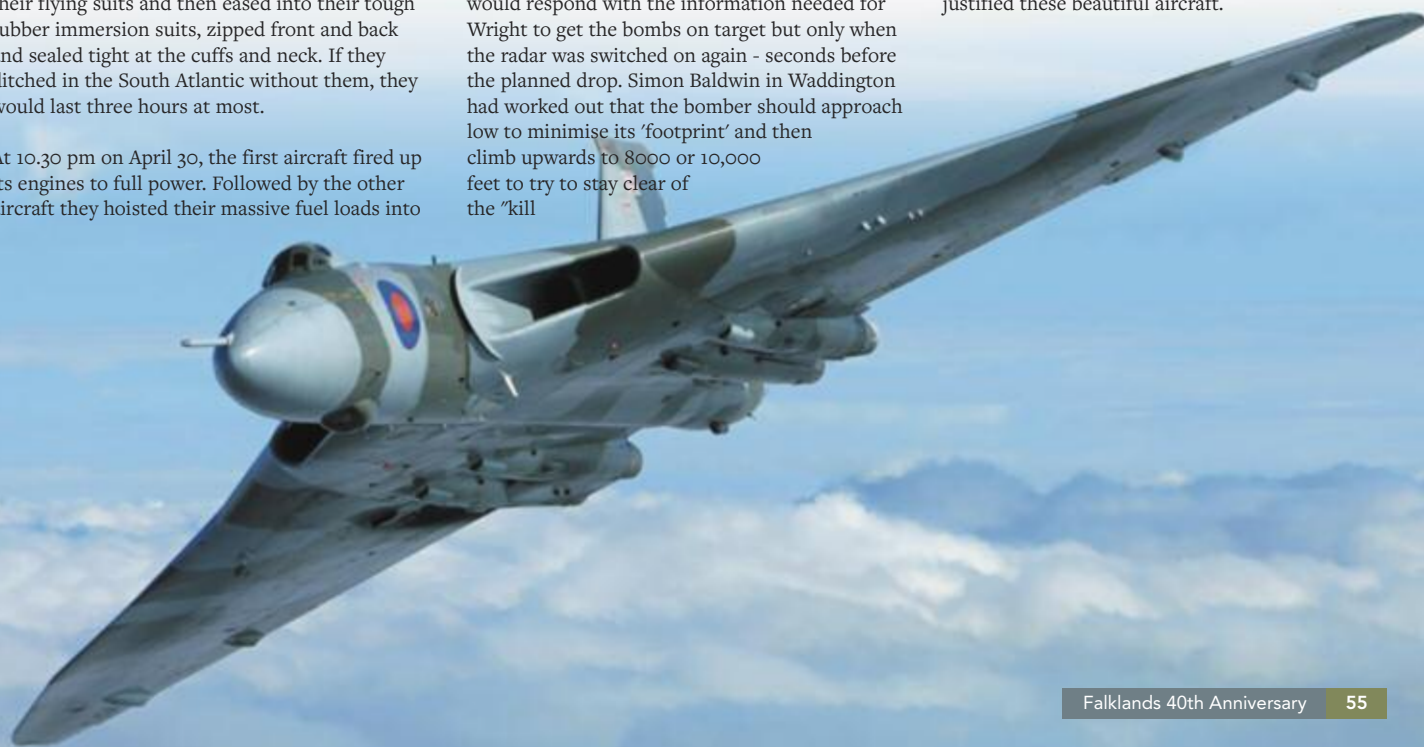 their flying suits and then eased into their tough
rubber immersion suits, zipped front and back
and sealed tight at the cuffs and neck. If they
ditched in the South Atlantic without them, they
would last three hours at most.
At 10.30 pm on April 30, the first aircraft fired up
its engines to full power. Followed by the other
aircraft they hoisted their massive fuel loads into
would respond with the information needed for
Wright to get the bombs on target but only when
the radar was switched on again - seconds before
the planned drop. Simon Baldwin in Waddington
had worked out that the bomber should approach
low to minimise its 'footprint' and then
climb upwards to 8000 or 10,000
feet to try to stay clear of
the "kill
justified these beautiful aircraft.
Falklands 40th Anniversary 55